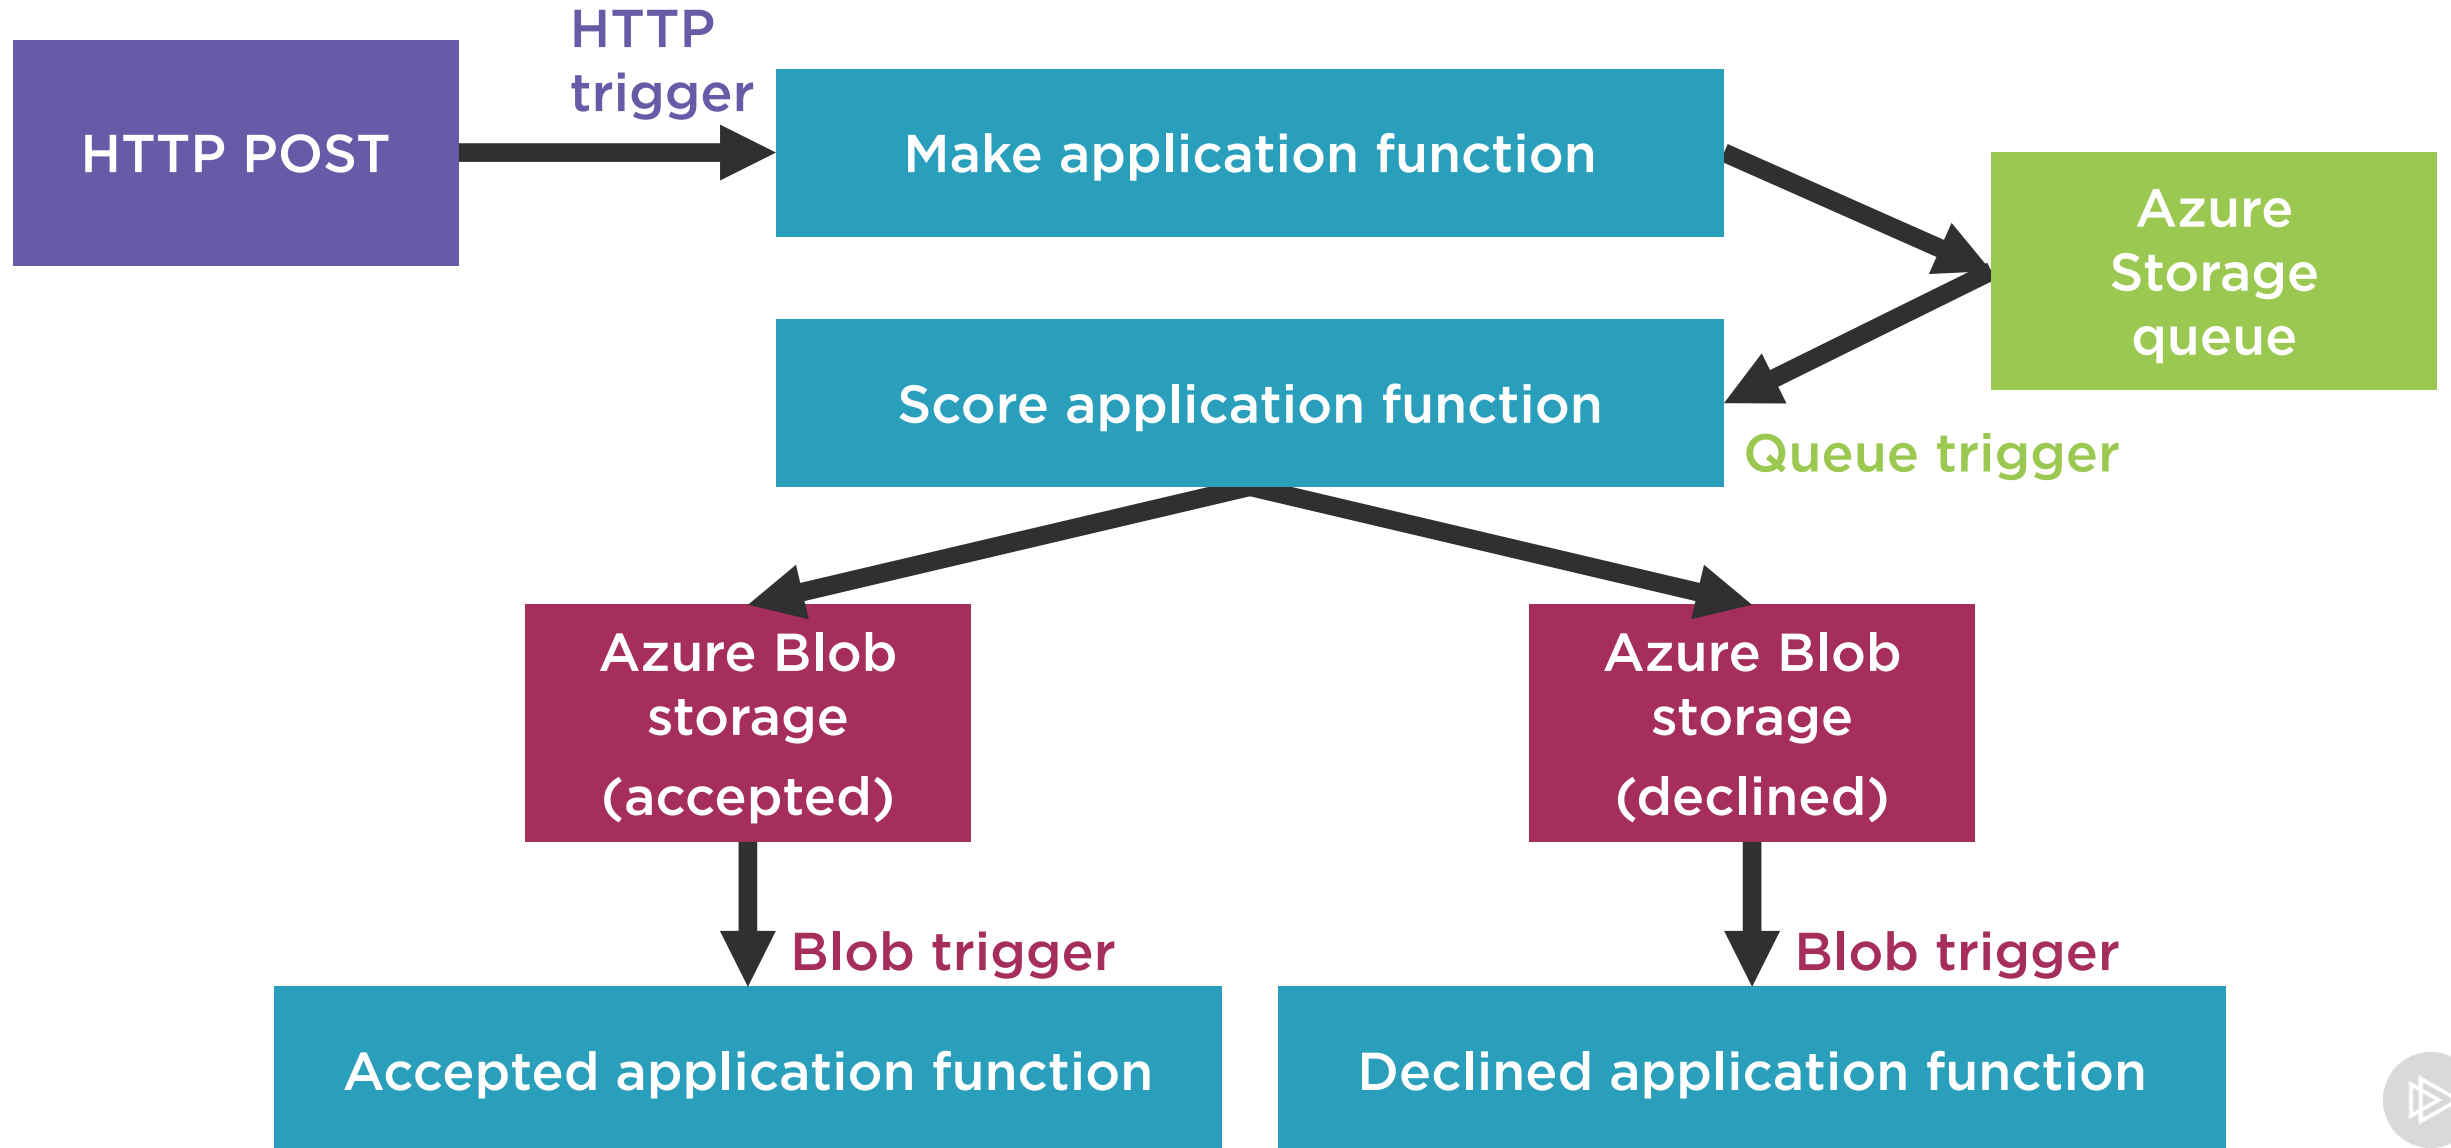 HTTP
trigger
HTTP POST
Make application function
Azure
Storage
queue
Score application function
Queue trigger
Azure Blob
storage
(accepted)
Azure Blob
storage
(declined)
Blob trigger
Blob trigger
Accepted application function
Declined application function